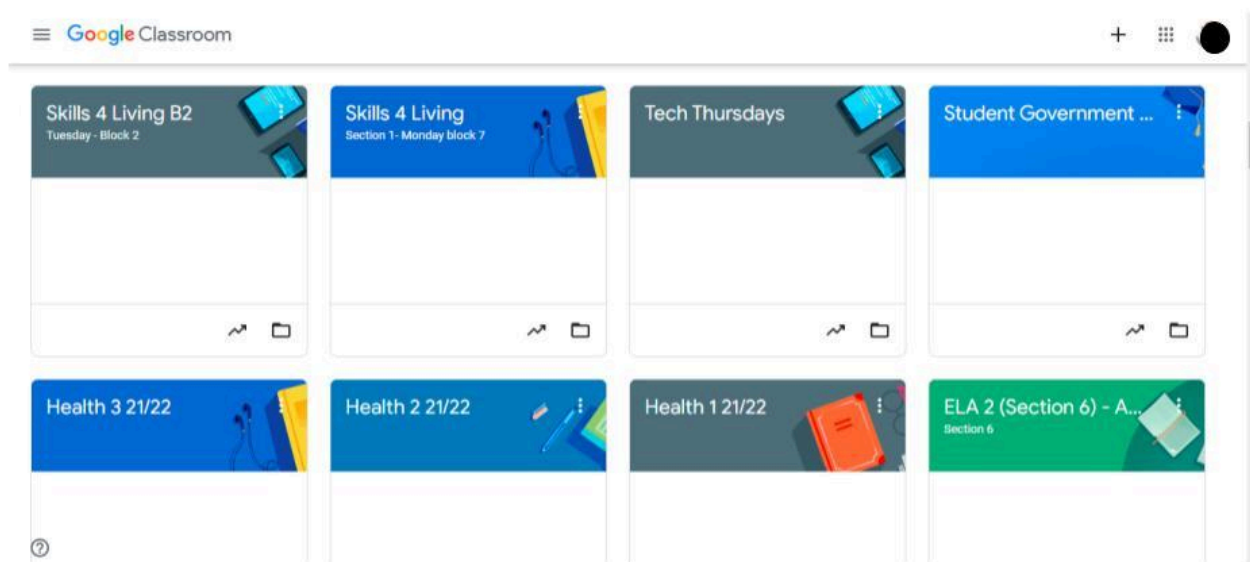 Google Classroom
Skills 4 Living B2
Tuesday - Block 2
Skills 4 Living
Section 1- Monday block 7
Tech Thursdays
Student Government ...
Health 3 21/22
Health 2 21/22
Health 1 21/22
ELA 2 (Section 6) - A...
Section 6